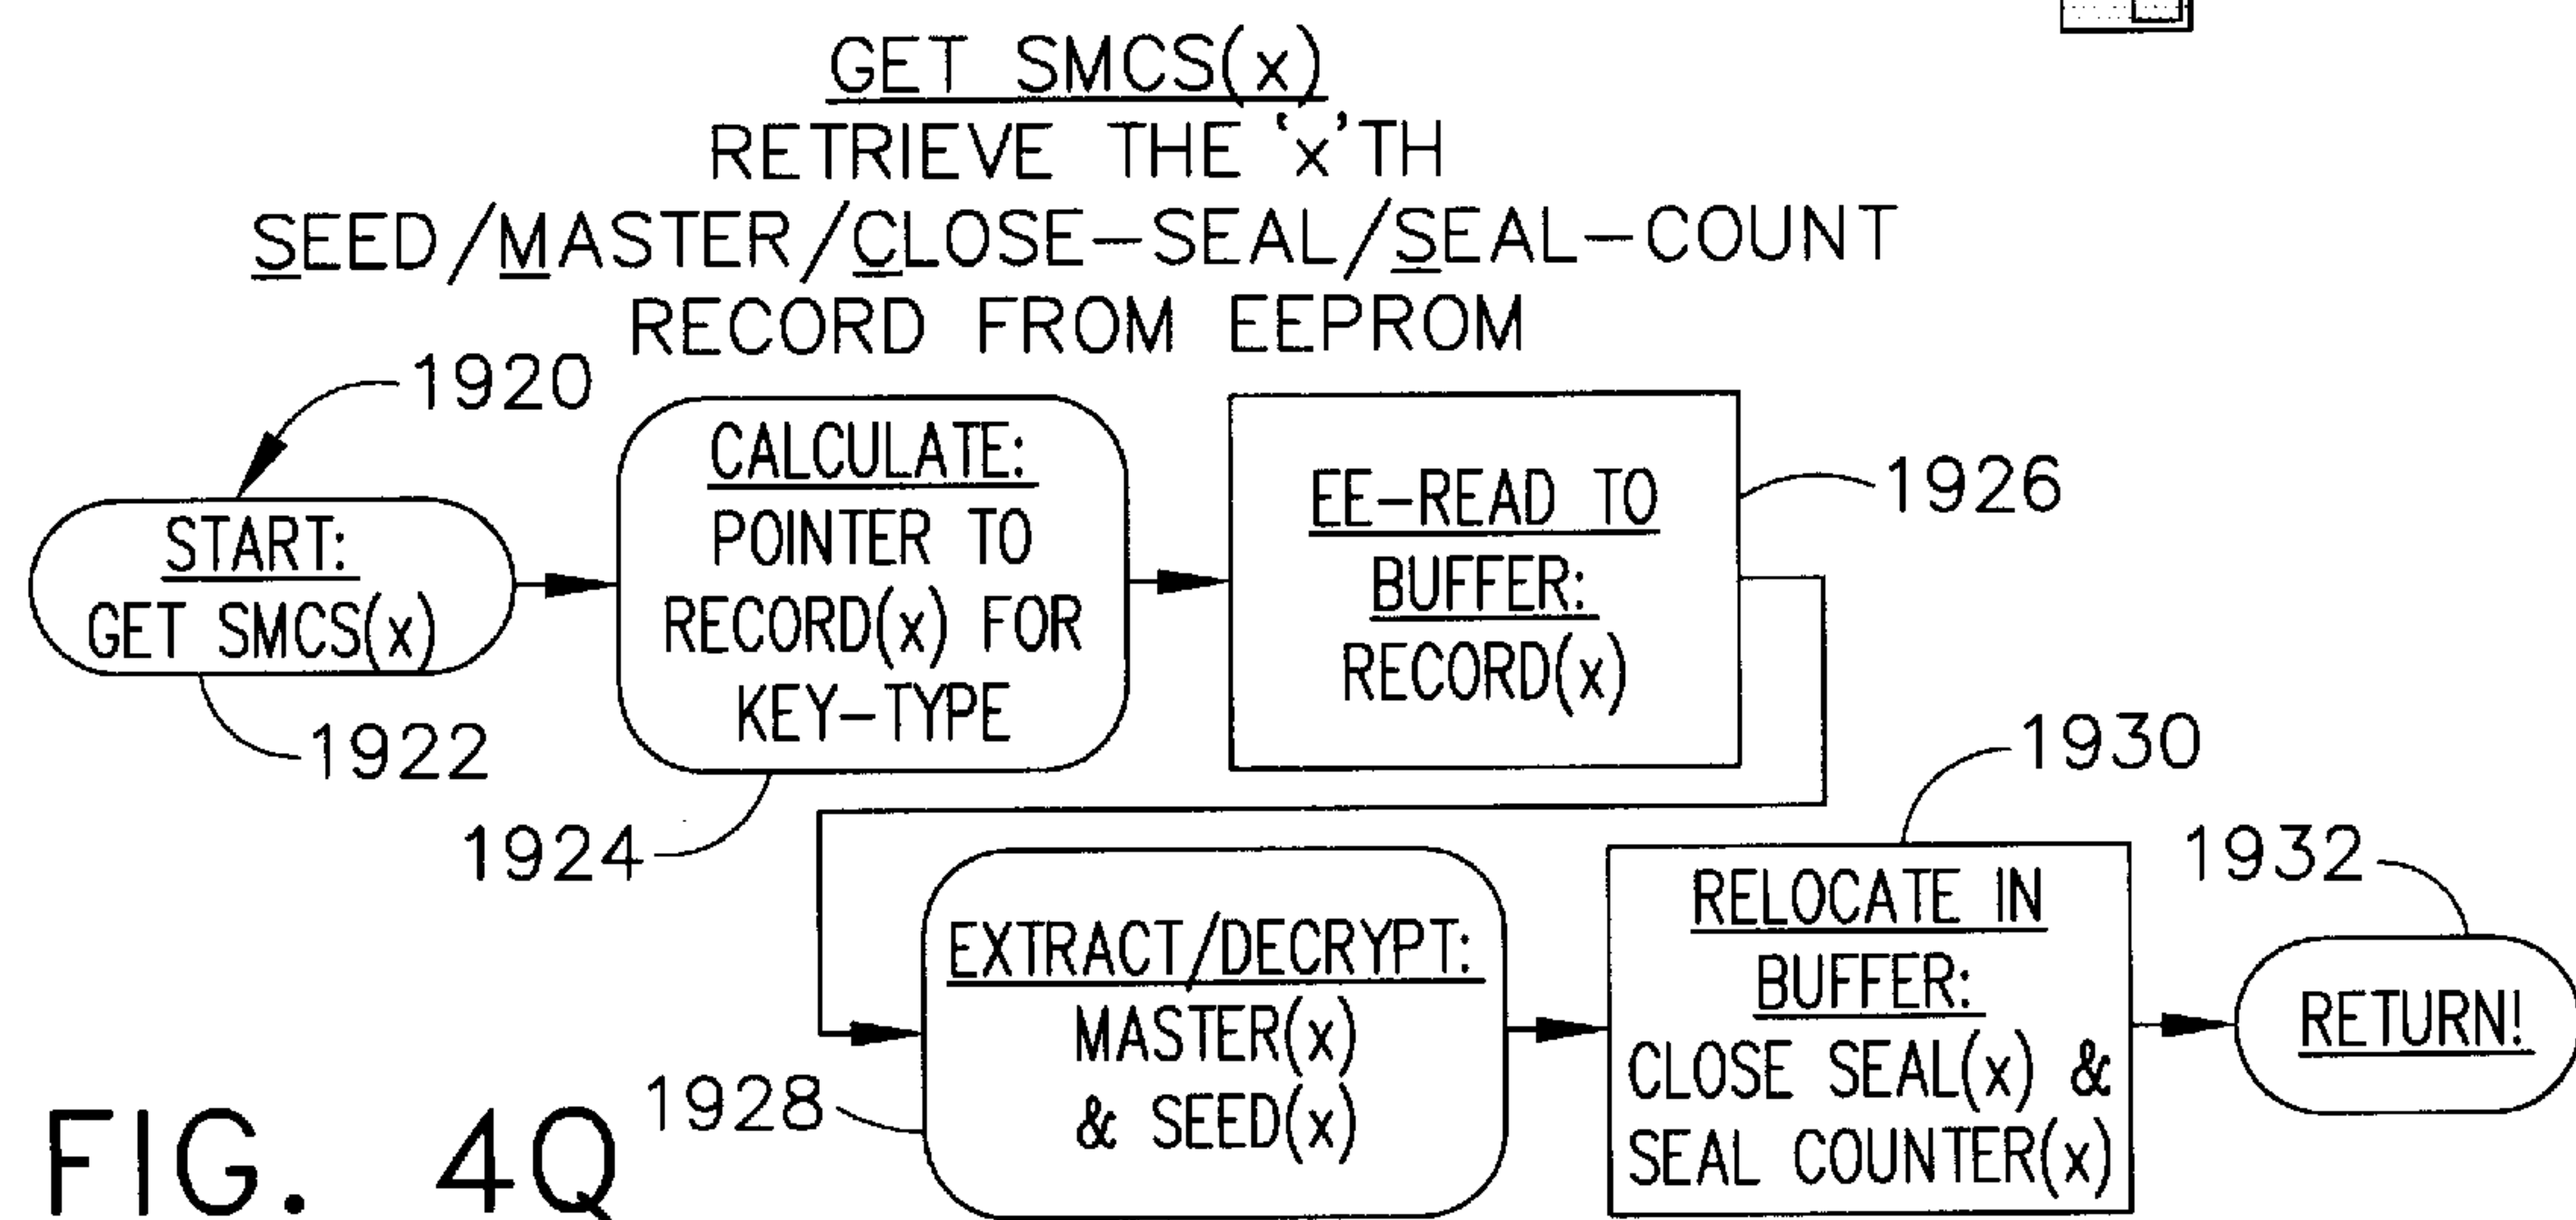 GET SMCS(x)
RETRIEVE THE 'x'TH
SEED/MASTER/CLOSE-SEAL/SEAL-COUNT
RECORD FROM EEPROM
1920
START:
GET SMCS(x)
1922
CALCULATE:
POINTER TO
RECORD(x) FOR
KEY-TYPE
1924
EE-READ TO
BUFFER:
RECORD(x)
1926
EXTRACT/DECRYPT:
MASTER(x)
& SEED(x)
1928
RELOCATE IN
BUFFER:
CLOSE SEAL(x) &
SEAL COUNTER(x)
1930
RETURN!
1932
FIG. 4Q